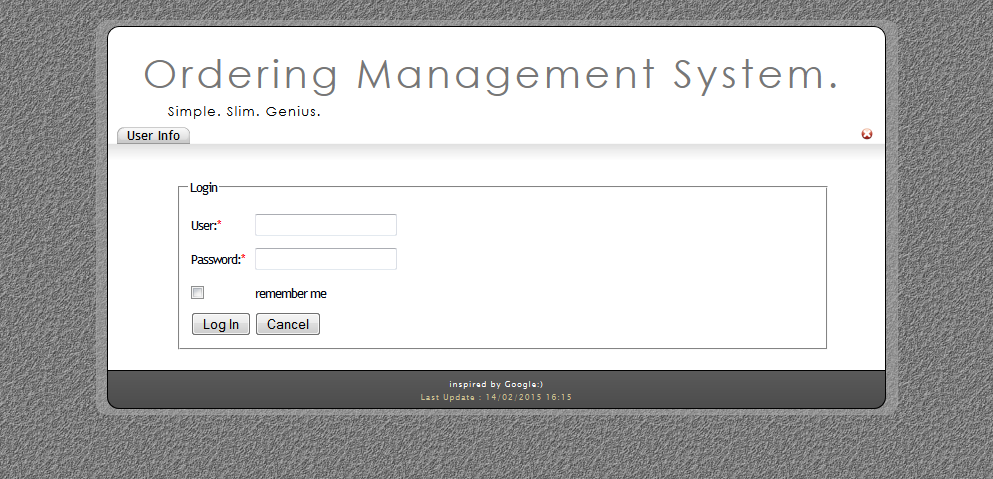 Ordering Management System.
Simple. Slim. Genius.
User Info
Login
User:*
Password:*
remember me
Log In Cancel
inspired by Google:)
Last Update : 14/02/2015 16:15